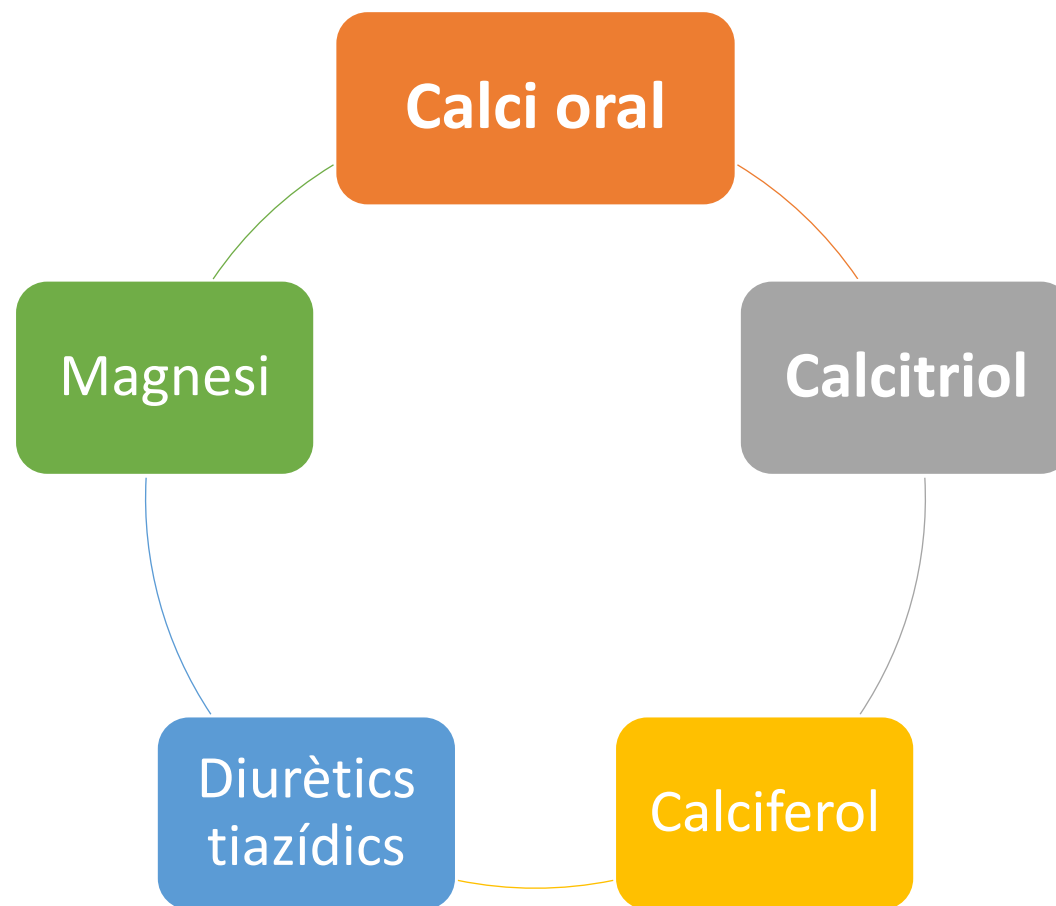 Calci oral
Magnesi
Calcitriol
Diurètics
tiazídics
Calciferol